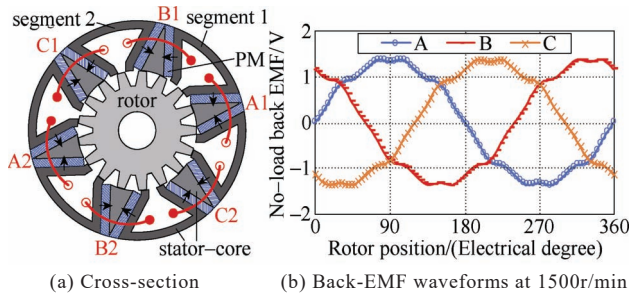 (a)
segment 2
B1
segment 1
C1
PM
rotor
A1
A2
C2
B2
stator-core
(a) Cross-section
(b)
A
B
C
No-load back EMF/V
2
1
0
−1
−2
0
90
180
270
360
Rotor position/(Electrical degree)
(b) Back-EMF waveforms at 1500r/min